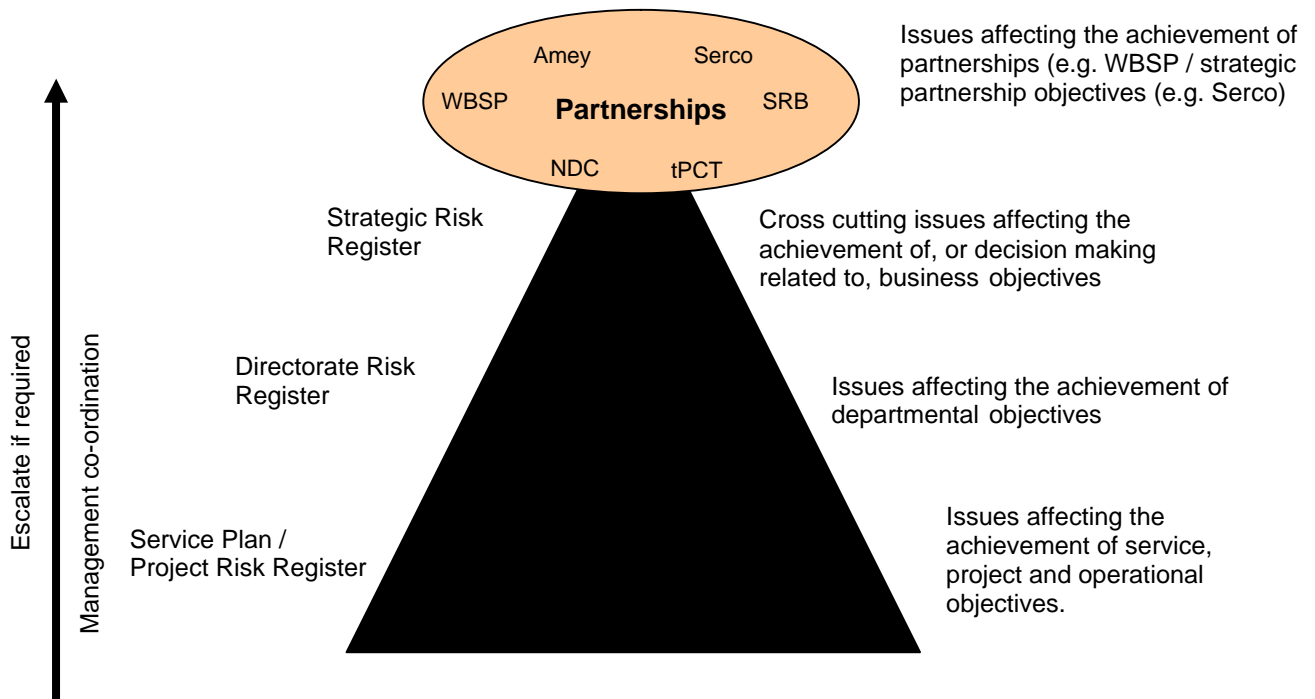 Amey
Serco
WBSP
Partnerships
SRB
NDC
tPCT
Issues affecting the achievement of
partnerships (e.g. WBSP / strategic
partnership objectives (e.g. Serco)
Strategic Risk
Register
Cross cutting issues affecting the
achievement of, or decision making
related to, business objectives
Directorate Risk
Register
Issues affecting the achievement of
departmental objectives
Service Plan /
Project Risk Register
Issues affecting the
achievement of service,
project and operational
objectives.
Escalate if required
Management co-ordination